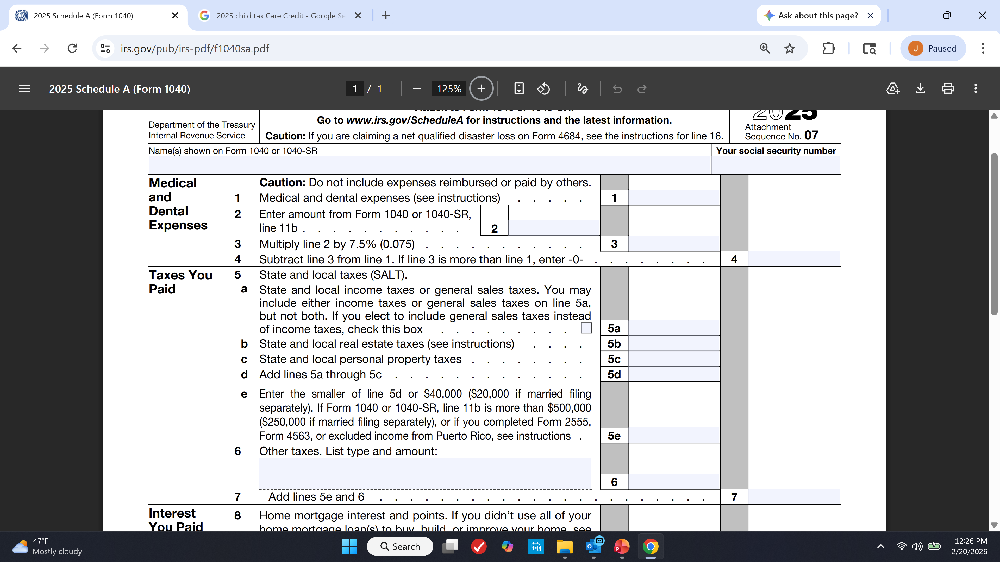 2025 Schedule A (Form 1040)
2025 child tax Care Credit - Google Se
Ask about this page?
irs.gov/pub/irs-pdf/f1040sa.pdf
J
Paused
2025 Schedule A (Form 1040)
1 / 1
125%
Go to www.irs.gov/ScheduleA for instructions and the latest information.
2025
Department of the Treasury
Internal Revenue Service
Caution: If you are claiming a net qualified disaster loss on Form 4684, see the instructions for line 16.
Attachment
Sequence No. 07
Name(s) shown on Form 1040 or 1040-SR
Your social security number
Medical
and
Dental
Expenses
Caution: Do not include expenses reimbursed or paid by others.
1 Medical and dental expenses (see instructions) . . . . . 1
2 Enter amount from Form 1040 or 1040-SR,
line 11b . . . . . . . . . . . 2
3 Multiply line 2 by 7.5% (0.075) . . . . . . . . . . . 3
4 Subtract line 3 from line 1. If line 3 is more than line 1, enter -0- . . . . . . . . 4
Taxes You
Paid
5 State and local taxes (SALT).
a State and local income taxes or general sales taxes. You may
include either income taxes or general sales taxes on line 5a,
but not both. If you elect to include general sales taxes instead
of income taxes, check this box . . . . . . . . . 5a
b State and local real estate taxes (see instructions) . . . . 5b
c State and local personal property taxes . . . . . . . . 5c
d Add lines 5a through 5c . . . . . . . . . . . . . 5d
e Enter the smaller of line 5d or $40,000 ($20,000 if married filing
separately). If Form 1040 or 1040-SR, line 11b is more than $500,000
($250,000 if married filing separately), or if you completed Form 2555,
Form 4563, or excluded income from Puerto Rico, see instructions . 5e
6 Other taxes. List type and amount:
6
7 Add lines 5e and 6 . . . . . . . . . . . . . . . . . . . . . . 7
Interest
You Paid
8 Home mortgage interest and points. If you didn't use all of your
home mortgage loan(s) to buy, build, or improve your home, see
47°F
Mostly cloudy
Search
12:26 PM
2/20/2026